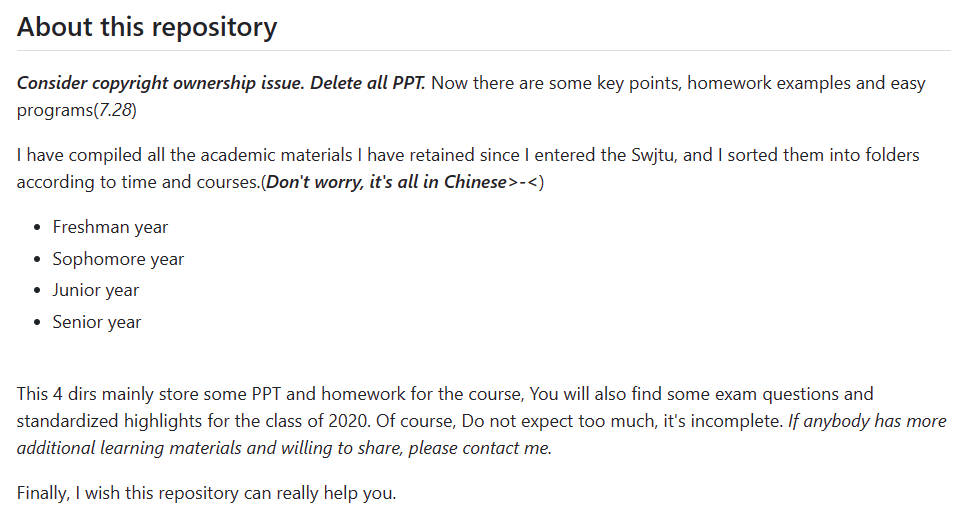 About this repository
Consider copyright ownership issue. Delete all PPT. Now there are some key points, homework examples and easy
programs(7.28)
I have compiled all the academic materials I have retained since I entered the Swjtu, and I sorted them into folders
according to time and courses.(Don't worry, it's all in Chinese>-<)
• Freshman year
• Sophomore year
• Junior year
• Senior year
This 4 dirs mainly store some PPT and homework for the course, You will also find some exam questions and
standardized highlights for the class of 2020. Of course, Do not expect too much, it's incomplete. If anybody has more
additional learning materials and willing to share, please contact me.
Finally, I wish this repository can really help you.